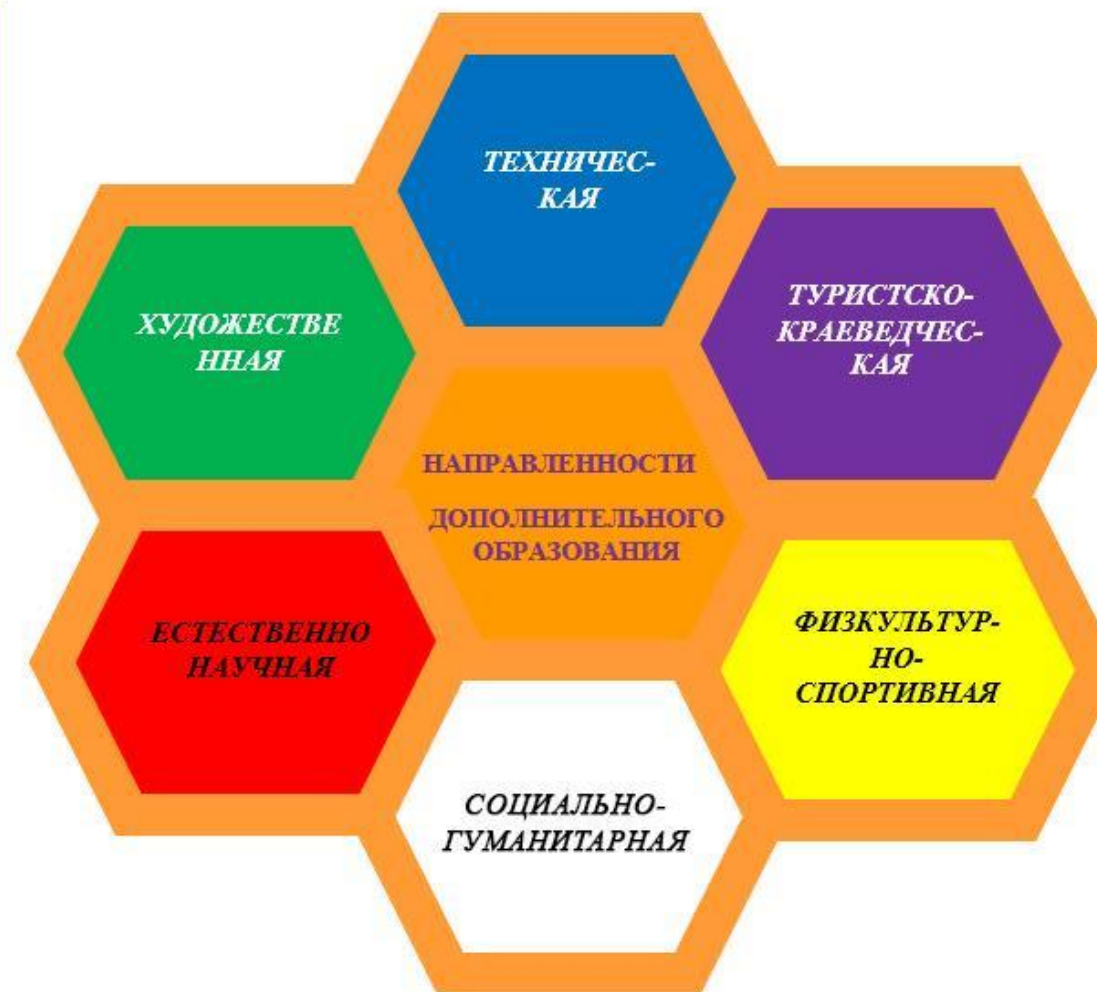 ТЕХНИЧЕС-
КАЯ
ТУРИСТСКО-
КРАЕВЕДЧЕС-
КАЯ
ХУДОЖЕСТВЕ
ННАЯ
НАПРАВЛЕННОСТИ
ДОПОЛНИТЕЛЬНОГО
ОБРАЗОВАНИЯ
ЕСТЕСТВЕННО
НАУЧНАЯ
ФИЗКУЛЬТУР-
НО-
СПОРТИВНАЯ
СОЦИАЛЬНО-
ГУМАНИТАРНАЯ